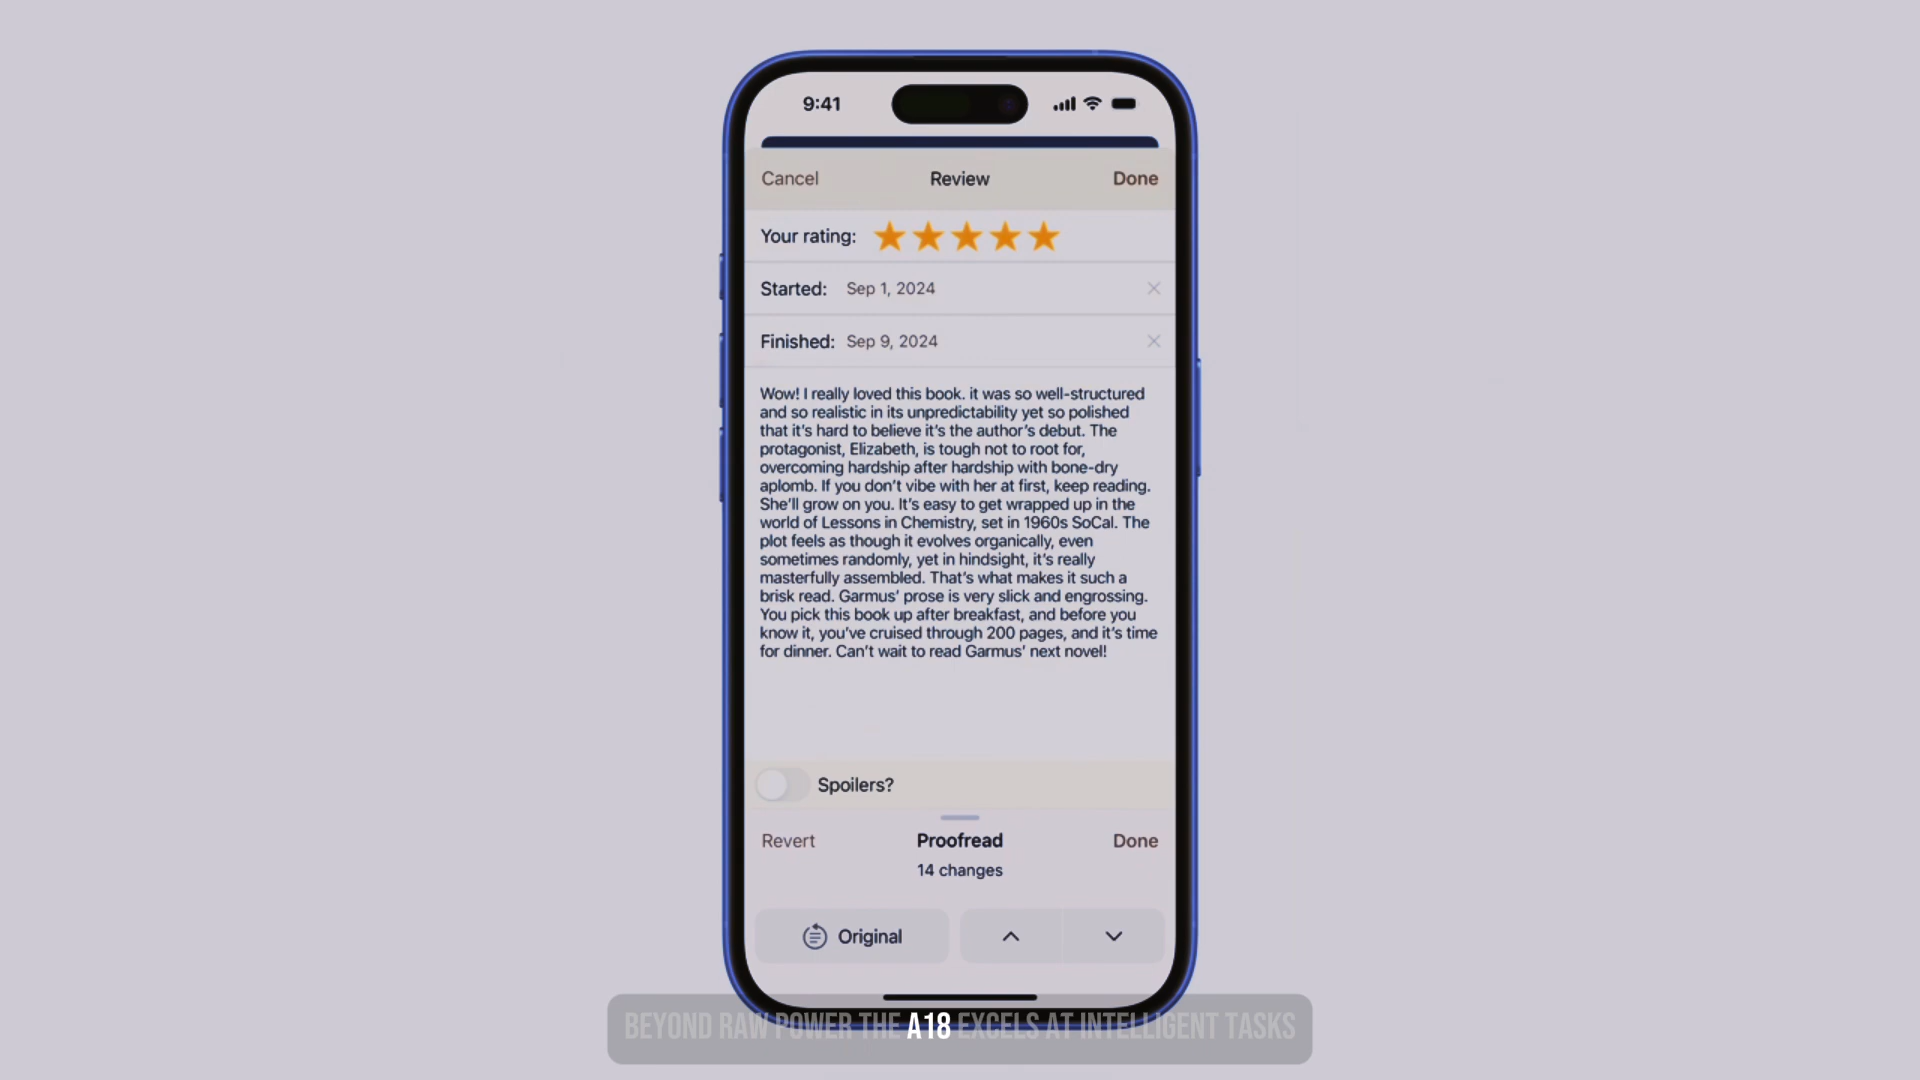 9:41
Cancel Review Done
Your rating:
Started: Sep 1, 2024
Finished: Sep 9, 2024
Wow! I really loved this book. it was so well-structured
and so realistic in its unpredictability yet so polished
that it's hard to believe it's the author's debut. The
protagonist, Elizabeth, is tough not to root for,
overcoming hardship after hardship with bone-dry
aplomb. If you don't vibe with her at first, keep reading.
She'll grow on you. It's easy to get wrapped up in the
world of Lessons in Chemistry, set in 1960s SoCal. The
plot feels as though it evolves organically, even
sometimes randomly, yet in hindsight, it's really
masterfully assembled. That's what makes it such a
brisk read. Garmus' prose is very slick and engrossing.
You pick this book up after breakfast, and before you
know it, you've cruised through 200 pages, and it's time
for dinner. Can't wait to read Garmus' next novel!
Spoilers?
Revert Proofread Done
14 changes
Original
BEYOND RAW POWER THE A18 EXCELS AT INTELLIGENT TASKS